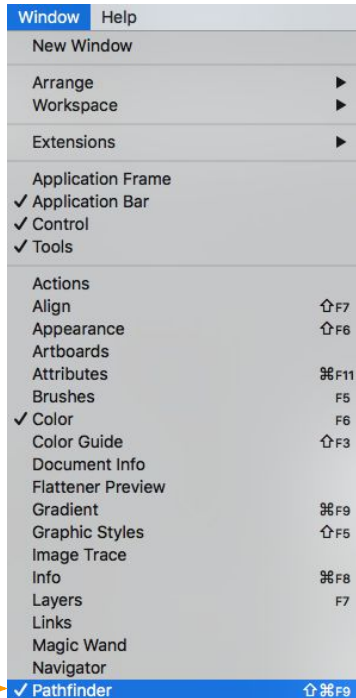 Window Help
New Window
Arrange ▶
Workspace ▶
Extensions ▶
Application Frame
✓ Application Bar
✓ Control
✓ Tools
Actions
Align ⇧F7
Appearance ⇧F6
Artboards
Attributes ⌘F11
Brushes F5
✓ Color F6
Color Guide ⇧F3
Document Info
Flattener Preview
Gradient ⌘F9
Graphic Styles ⇧F5
Image Trace
Info ⌘F8
Layers F7
Links
Magic Wand
Navigator
✓ Pathfinder ⇧⌘F9